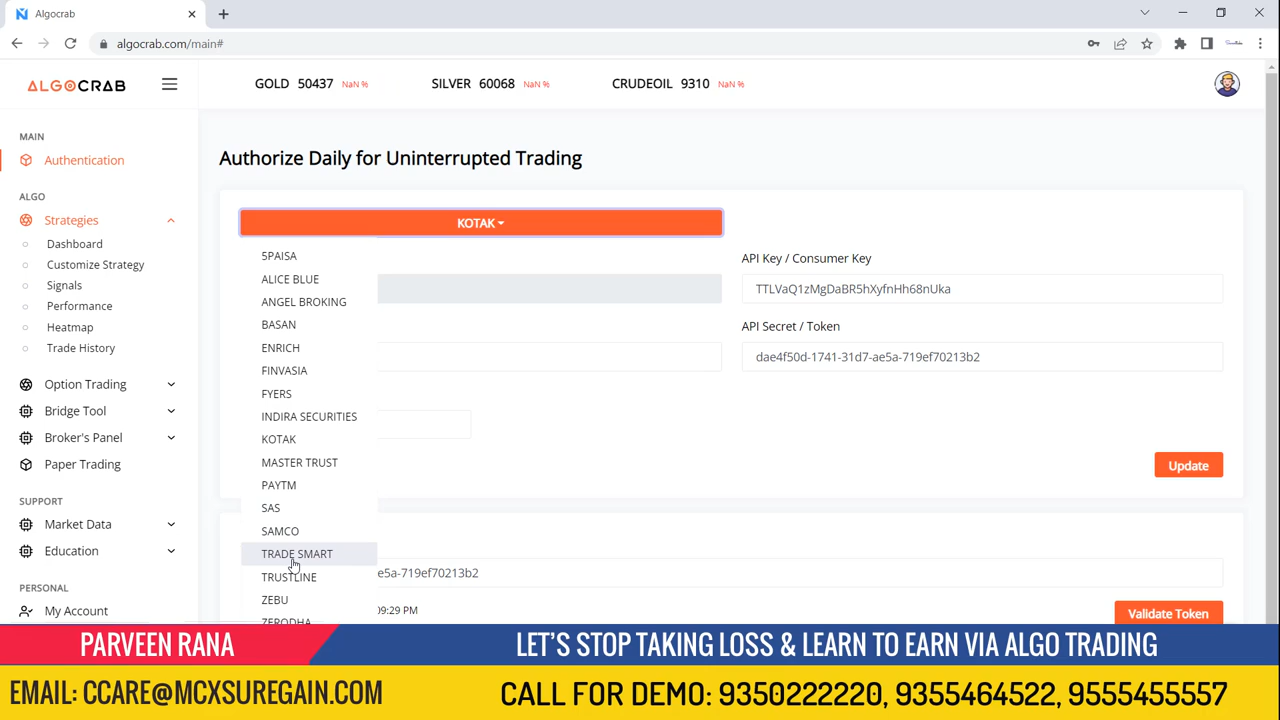 Algocrab
algocrab.com/main#
ALGOCRAB
GOLD 50437 NaN %
SILVER 60068 NaN %
CRUDEOIL 9310 NaN %
MAIN
Authentication
ALGO
Strategies
Dashboard
Customize Strategy
Signals
Performance
Heatmap
Trade History
Option Trading
Bridge Tool
Broker's Panel
Paper Trading
SUPPORT
Market Data
Education
PERSONAL
My Account
Authorize Daily for Uninterrupted Trading
KOTAK
5PAISA
ALICE BLUE
ANGEL BROKING
BASAN
ENRICH
FINVASIA
FYERS
INDIRA SECURITIES
KOTAK
MASTER TRUST
PAYTM
SAS
SAMCO
TRADE SMART
TRUSTLINE
ZEBU
ZERODHA
API Key / Consumer Key
TTLVaQ1zMgDaBR5hXyfnHh68nUka
API Secret / Token
dae4f50d-1741-31d7-ae5a-719ef70213b2
Update
e5a-719ef70213b2
09:29 PM
Validate Token
PARVEEN RANA
LET'S STOP TAKING LOSS & LEARN TO EARN VIA ALGO TRADING
EMAIL: CCARE@MCXSUREGAIN.COM
CALL FOR DEMO: 9350222220, 9355464522, 9555455557